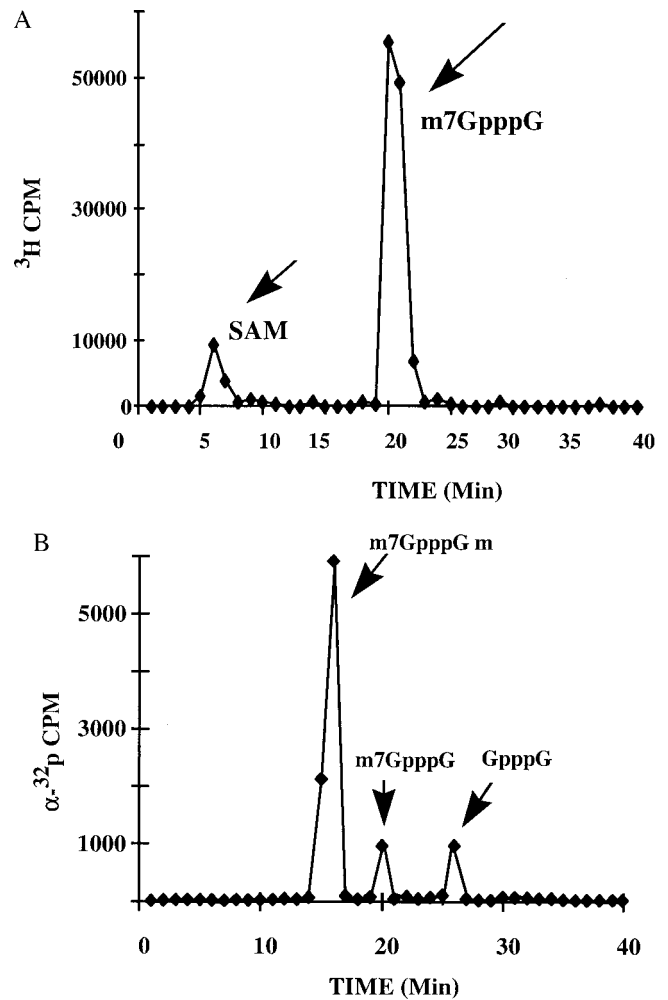 A
50000
30000
10000
0
³H CPM
m7GpppG
SAM
0 5 10 15 20 25 30 35 40
TIME (Min)
B
m7GpppG m
5000
3000
1000
α-³²p CPM
m7GpppG
GpppG
0 10 20 30 40
TIME (Min)